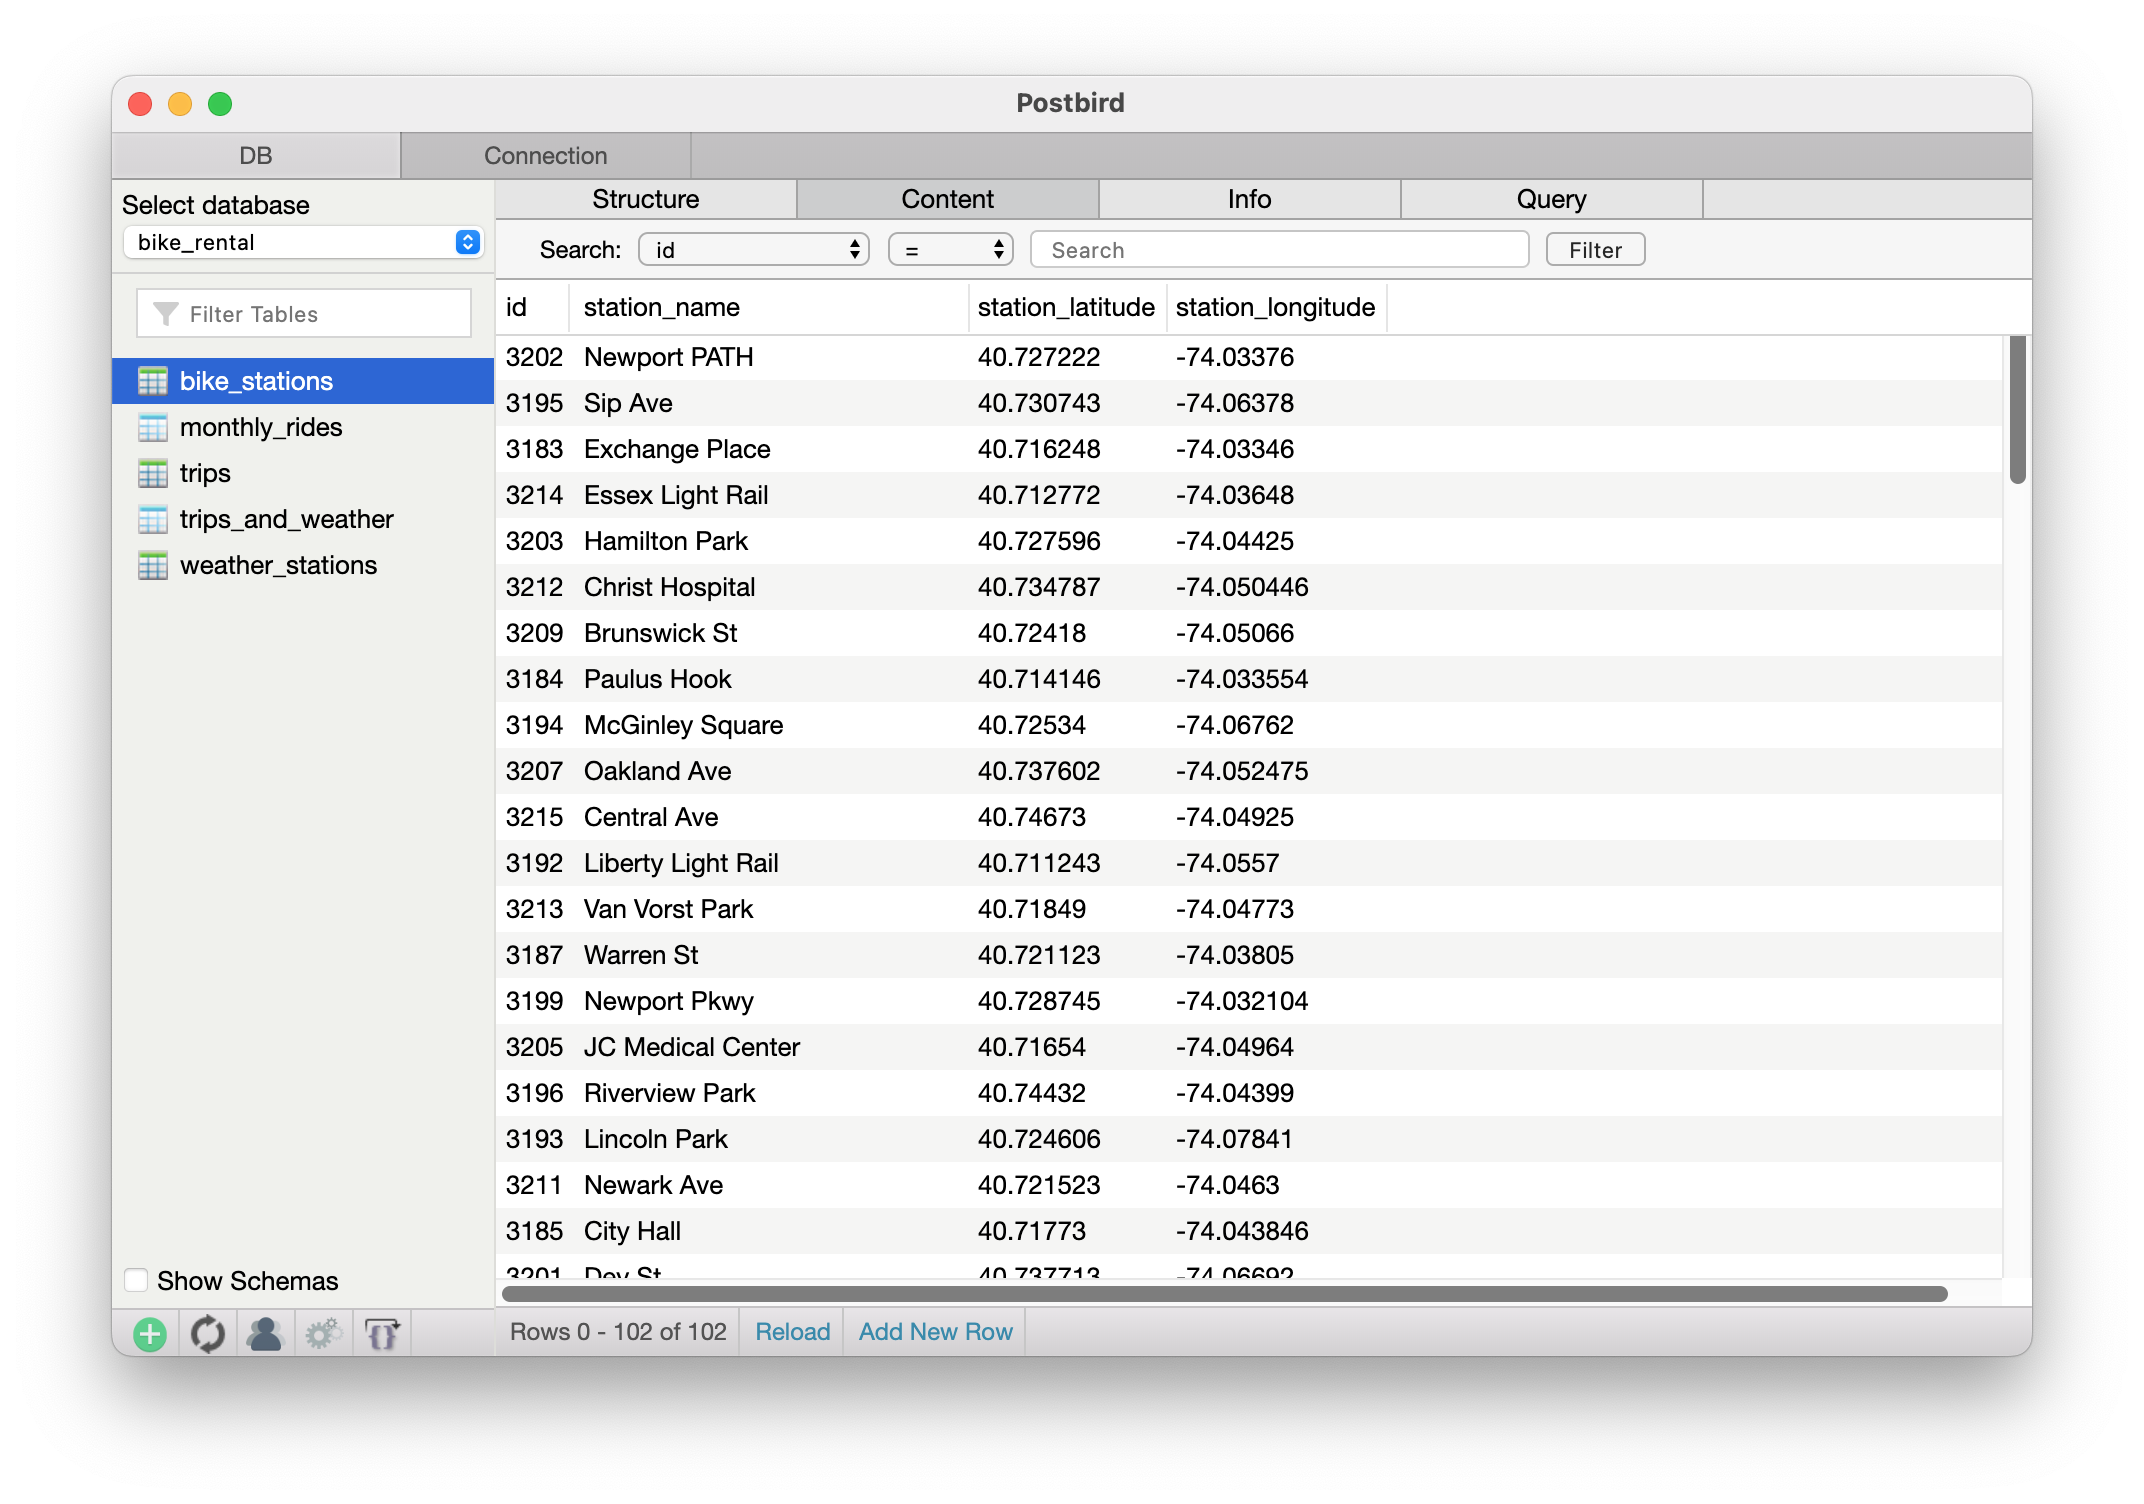 Postbird
DB Connection
Select database
bike_rental
Filter Tables
bike_stations
monthly_rides
trips
trips_and_weather
weather_stations
Show Schemas
Structure Content Info Query
Search: id = Search Filter
id station_name station_latitude station_longitude
3202 Newport PATH 40.727222 -74.03376
3195 Sip Ave 40.730743 -74.06378
3183 Exchange Place 40.716248 -74.03346
3214 Essex Light Rail 40.712772 -74.03648
3203 Hamilton Park 40.727596 -74.04425
3212 Christ Hospital 40.734787 -74.050446
3209 Brunswick St 40.72418 -74.05066
3184 Paulus Hook 40.714146 -74.033554
3194 McGinley Square 40.72534 -74.06762
3207 Oakland Ave 40.737602 -74.052475
3215 Central Ave 40.74673 -74.04925
3192 Liberty Light Rail 40.711243 -74.0557
3213 Van Vorst Park 40.71849 -74.04773
3187 Warren St 40.721123 -74.03805
3199 Newport Pkwy 40.728745 -74.032104
3205 JC Medical Center 40.71654 -74.04964
3196 Riverview Park 40.74432 -74.04399
3193 Lincoln Park 40.724606 -74.07841
3211 Newark Ave 40.721523 -74.0463
3185 City Hall 40.71773 -74.043846
3201 Dey St 40.737713 -74.06692
Rows 0 - 102 of 102 Reload Add New Row